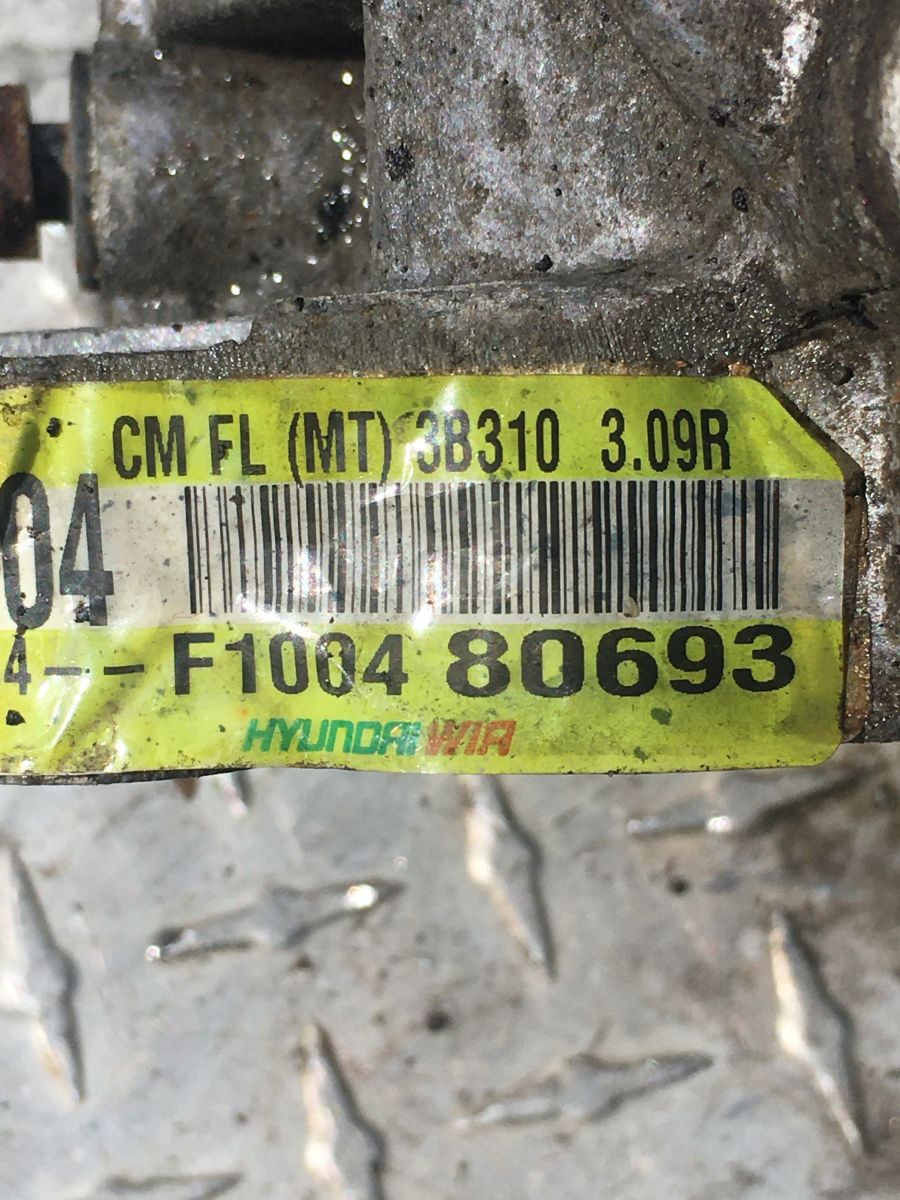 CM FL (MT) 3B310 3.09R
04
4--F1004 80693
HYUNDAI WIA